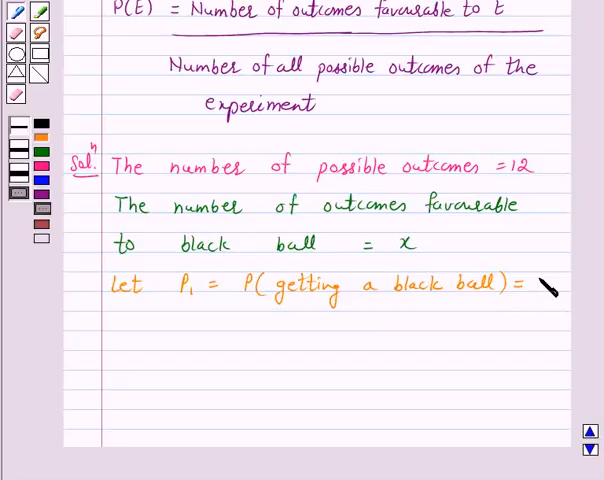 P(E) = Number of outcomes favourable to E
Number of all possible outcomes of the
experiment
Solⁿ. The number of possible outcomes = 12
The number of outcomes favourable
to black ball = x
Let P₁ = P( getting a black ball) =